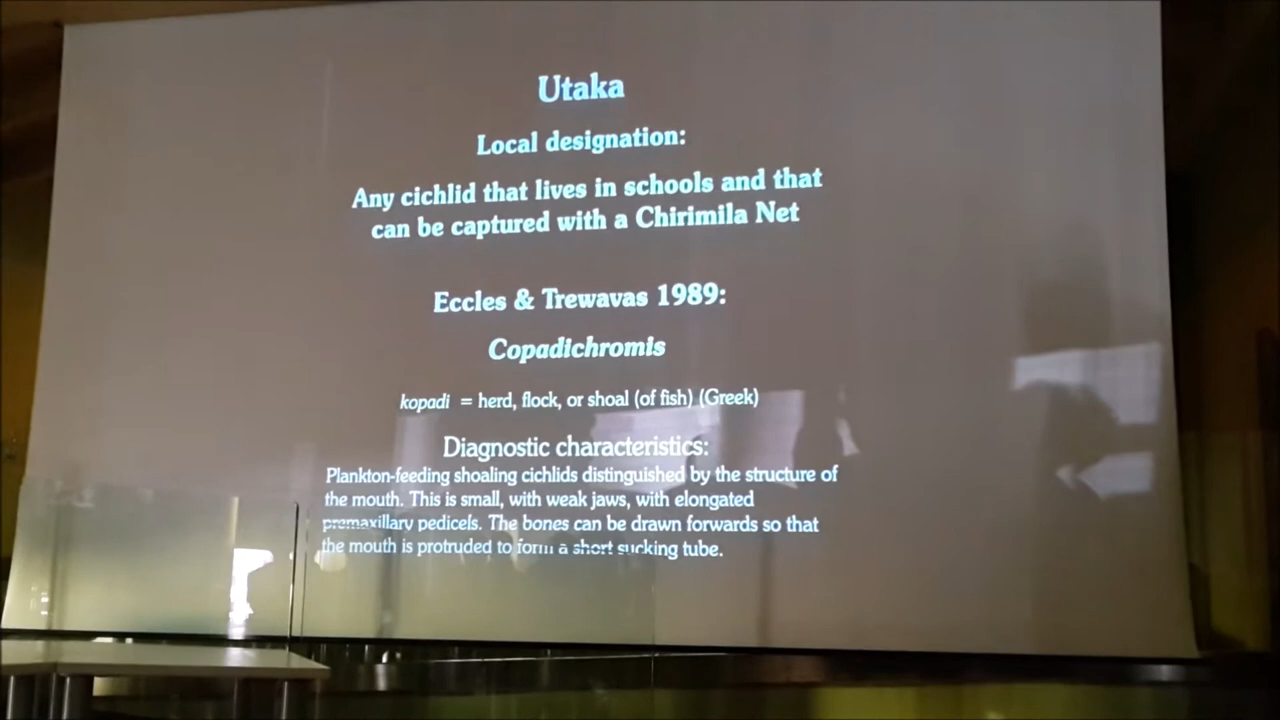 Utaka
Local designation:
Any cichlid that lives in schools and that
can be captured with a Chirimila Net
Eccles & Trewavas 1989:
Copadichromis
kopadi = herd, flock, or shoal (of fish) (Greek)
Diagnostic characteristics:
Plankton-feeding shoaling cichlids distinguished by the structure of
the mouth. This is small, with weak jaws, with elongated
premaxillary pedicels. The bones can be drawn forwards so that
the mouth is protruded to form a short sucking tube.